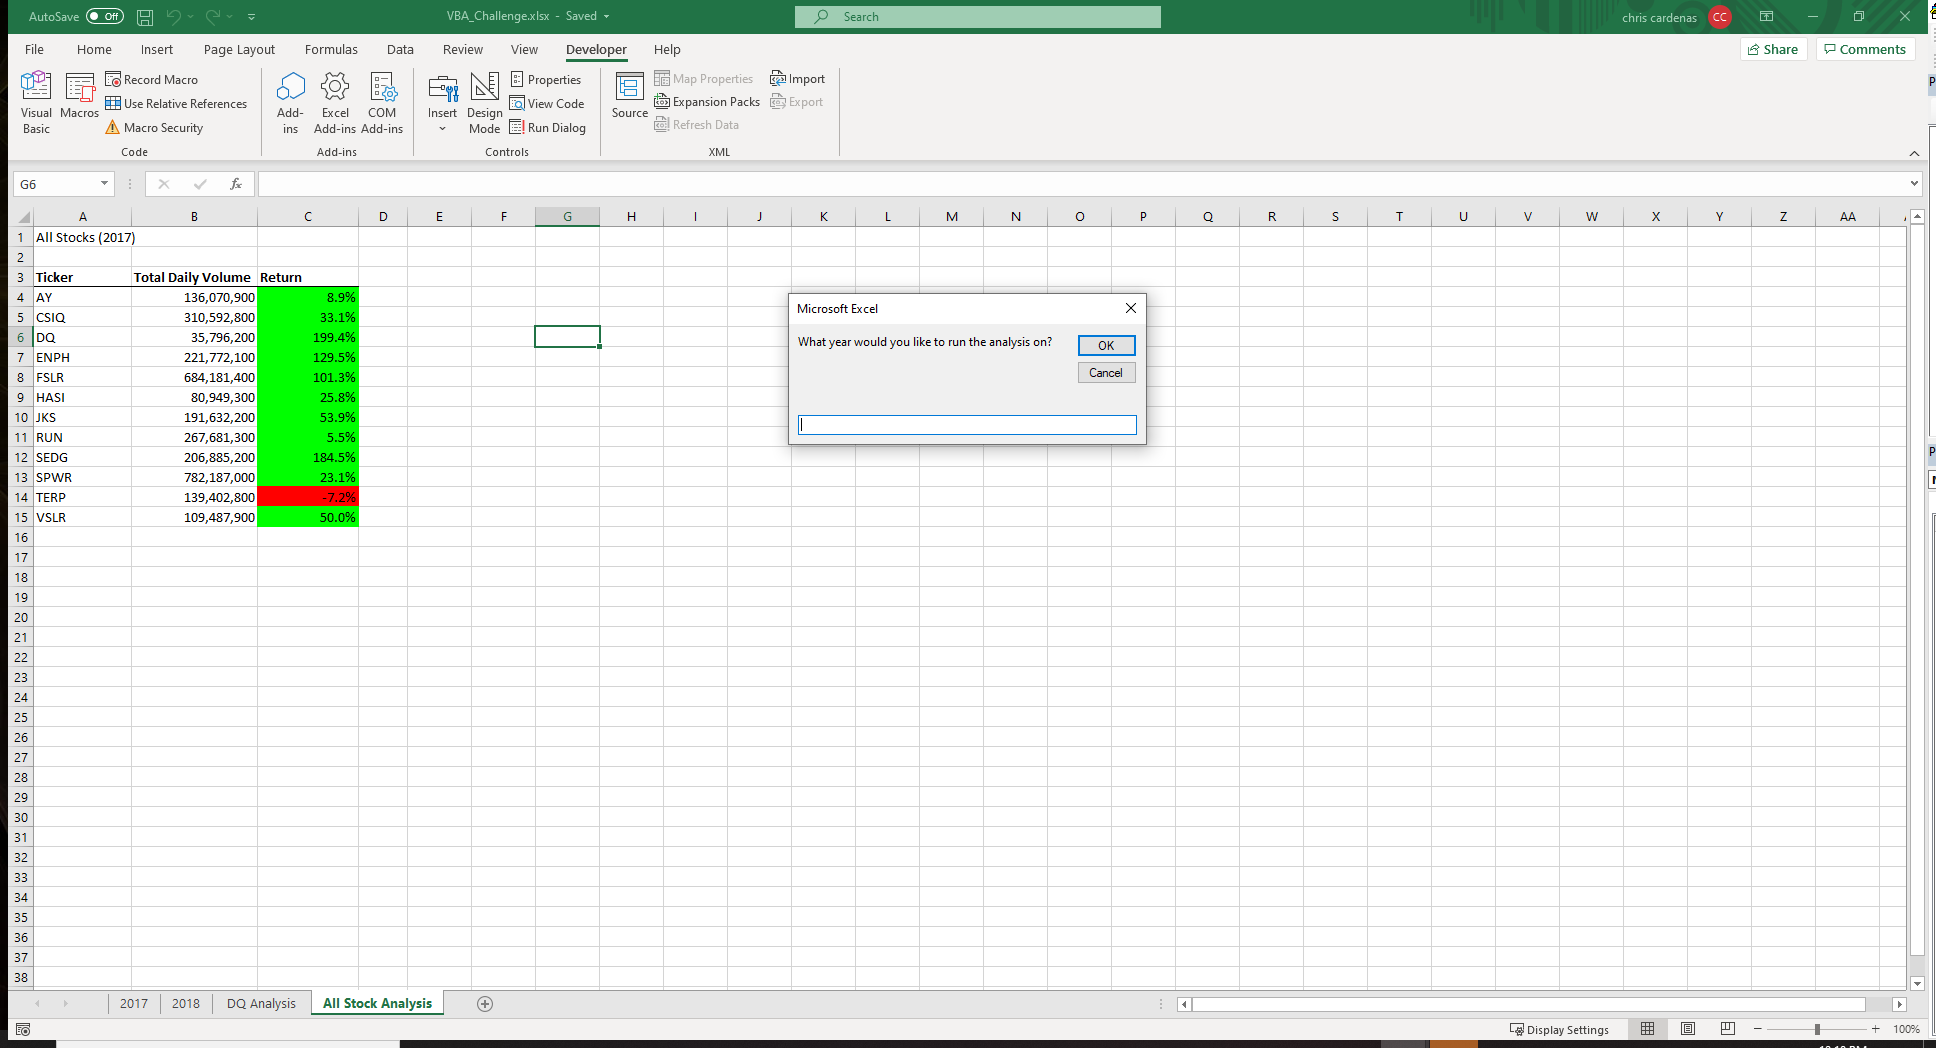 AutoSave Off VBA_Challenge.xlsx - Saved Search chris cardenas CC
File Home Insert Page Layout Formulas Data Review View Developer Help Share Comments
Visual Basic
Macros
Record Macro
Use Relative References
Macro Security
Code
Add-ins
Excel Add-ins
COM Add-ins
Add-ins
Insert
Design Mode
Properties
View Code
Run Dialog
Controls
Source
Map Properties
Expansion Packs
Refresh Data
Import
Export
XML
G6 fx
A B C D E F G H I J K L M N O P Q R S T U V W X Y Z AA
1 All Stocks (2017)
2
3 Ticker Total Daily Volume Return
4 AY 136,070,900 8.9%
5 CSIQ 310,592,800 33.1%
6 DQ 35,796,200 199.4%
7 ENPH 221,772,100 129.5%
8 FSLR 684,181,400 101.3%
9 HASI 80,949,300 25.8%
10 JKS 191,632,200 53.9%
11 RUN 267,681,300 5.5%
12 SEDG 206,885,200 184.5%
13 SPWR 782,187,000 23.1%
14 TERP 139,402,800 -7.2%
15 VSLR 109,487,900 50.0%
16
17
18
19
20
21
22
23
24
25
26
27
28
29
30
31
32
33
34
35
36
37
38
Microsoft Excel
What year would you like to run the analysis on?
OK
Cancel
2017 2018 DQ Analysis All Stock Analysis
Display Settings 100%